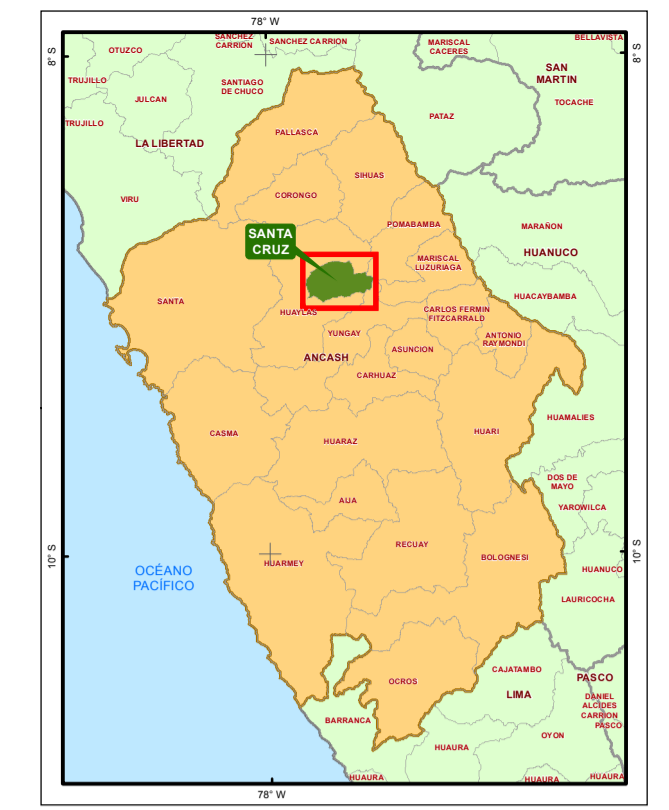 78° W
8° S
8° S
SANCHEZ
CARRION
SANCHEZ CARRION
OTUZCO
MARISCAL
CACERES
BELLAVISTA
SAN
MARTIN
TRUJILLO
SANTIAGO
DE CHUCO
JULCAN
TOCACHE
TRUJILLO
PATAZ
PALLASCA
LA LIBERTAD
SIHUAS
CORONGO
VIRU
POMABAMBA
MARAÑON
SANTA
CRUZ
HUANUCO
MARISCAL
LUZURIAGA
SANTA
HUACAYBAMBA
HUAYLAS
CARLOS FERMIN
FITZCARRALD
YUNGAY
ANTONIO
RAYMONDI
ASUNCION
ANCASH
CARHUAZ
HUAMALIES
CASMA
HUARAZ
HUARI
DOS DE
MAYO
AIJA
YAROWILCA
RECUAY
10° S
10° S
BOLOGNESI
HUARMEY
OCÉANO
PACÍFICO
HUANUCO
LAURICOCHA
CAJATAMBO
PASCO
OCROS
LIMA
DANIEL
ALCIDES
CARRION
PASCO
BARRANCA
OYON
HUAURA
HUAURA
HUAURA
HUAURA
78° W